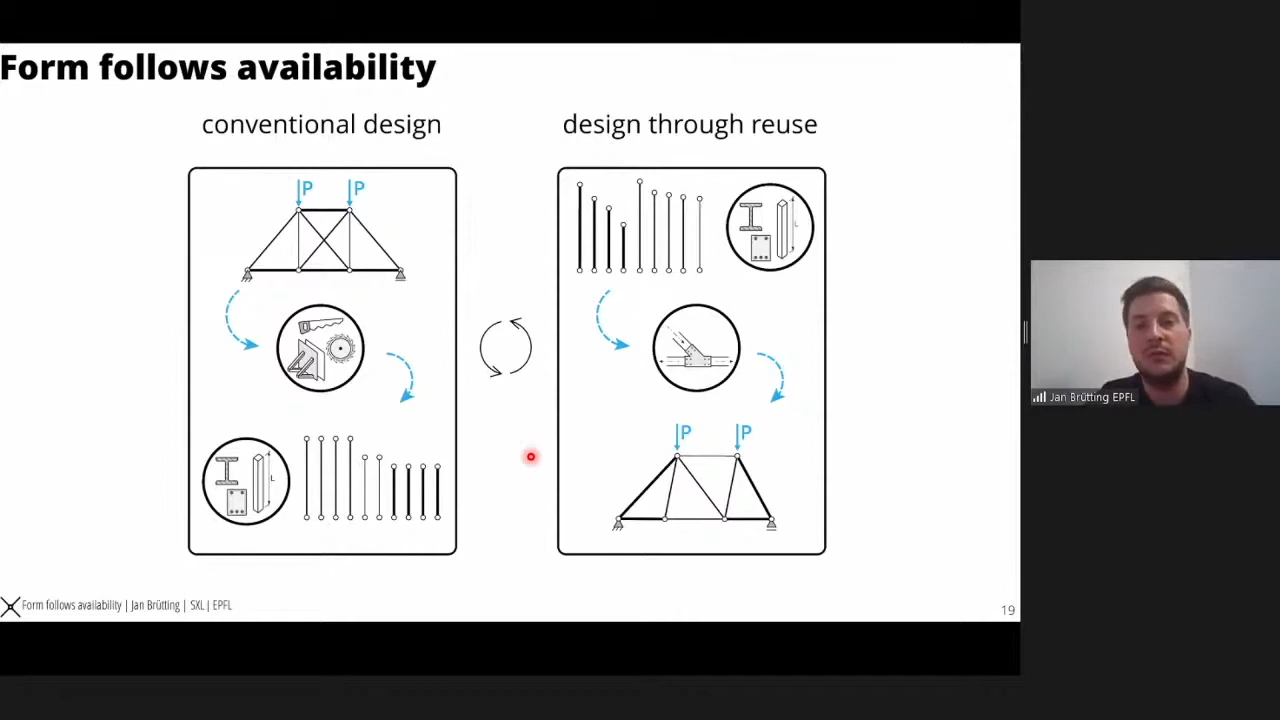 Form follows availability
conventional design
design through reuse
P P
L
L
P P
Form follows availability | Jan Brütting | SXL | EPFL
19
Jan Brütting EPFL